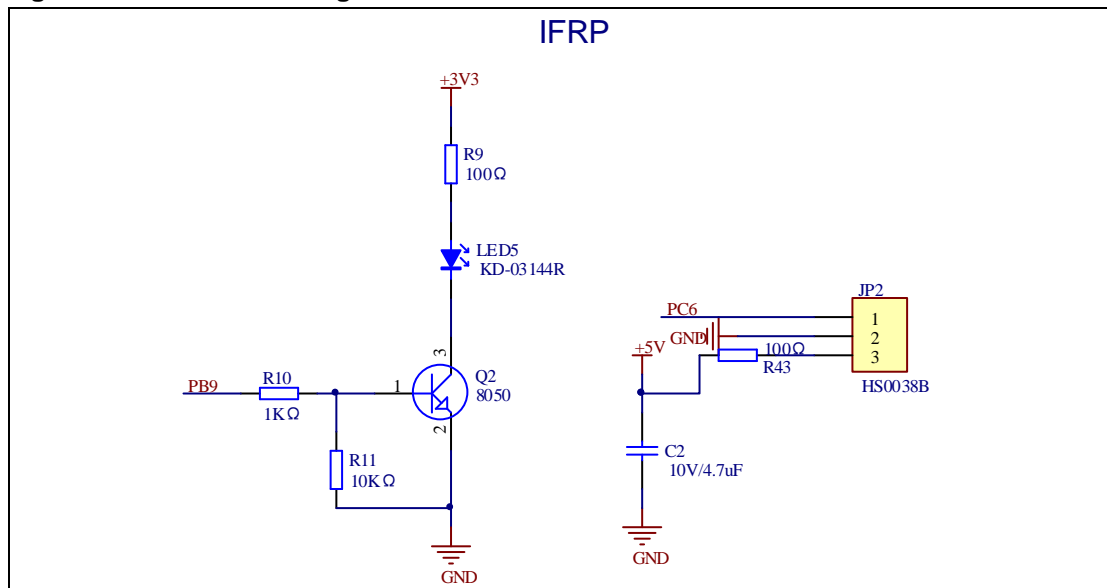 IFRP
+3V3
R9
100Ω
LED5
KD-03144R
3
Q2
8050
1
2
PB9
R10
1KΩ
R11
10KΩ
GND
JP2
PC6
1
GND
2
+5V
100Ω
3
R43
HS0038B
C2
10V/4.7uF
GND